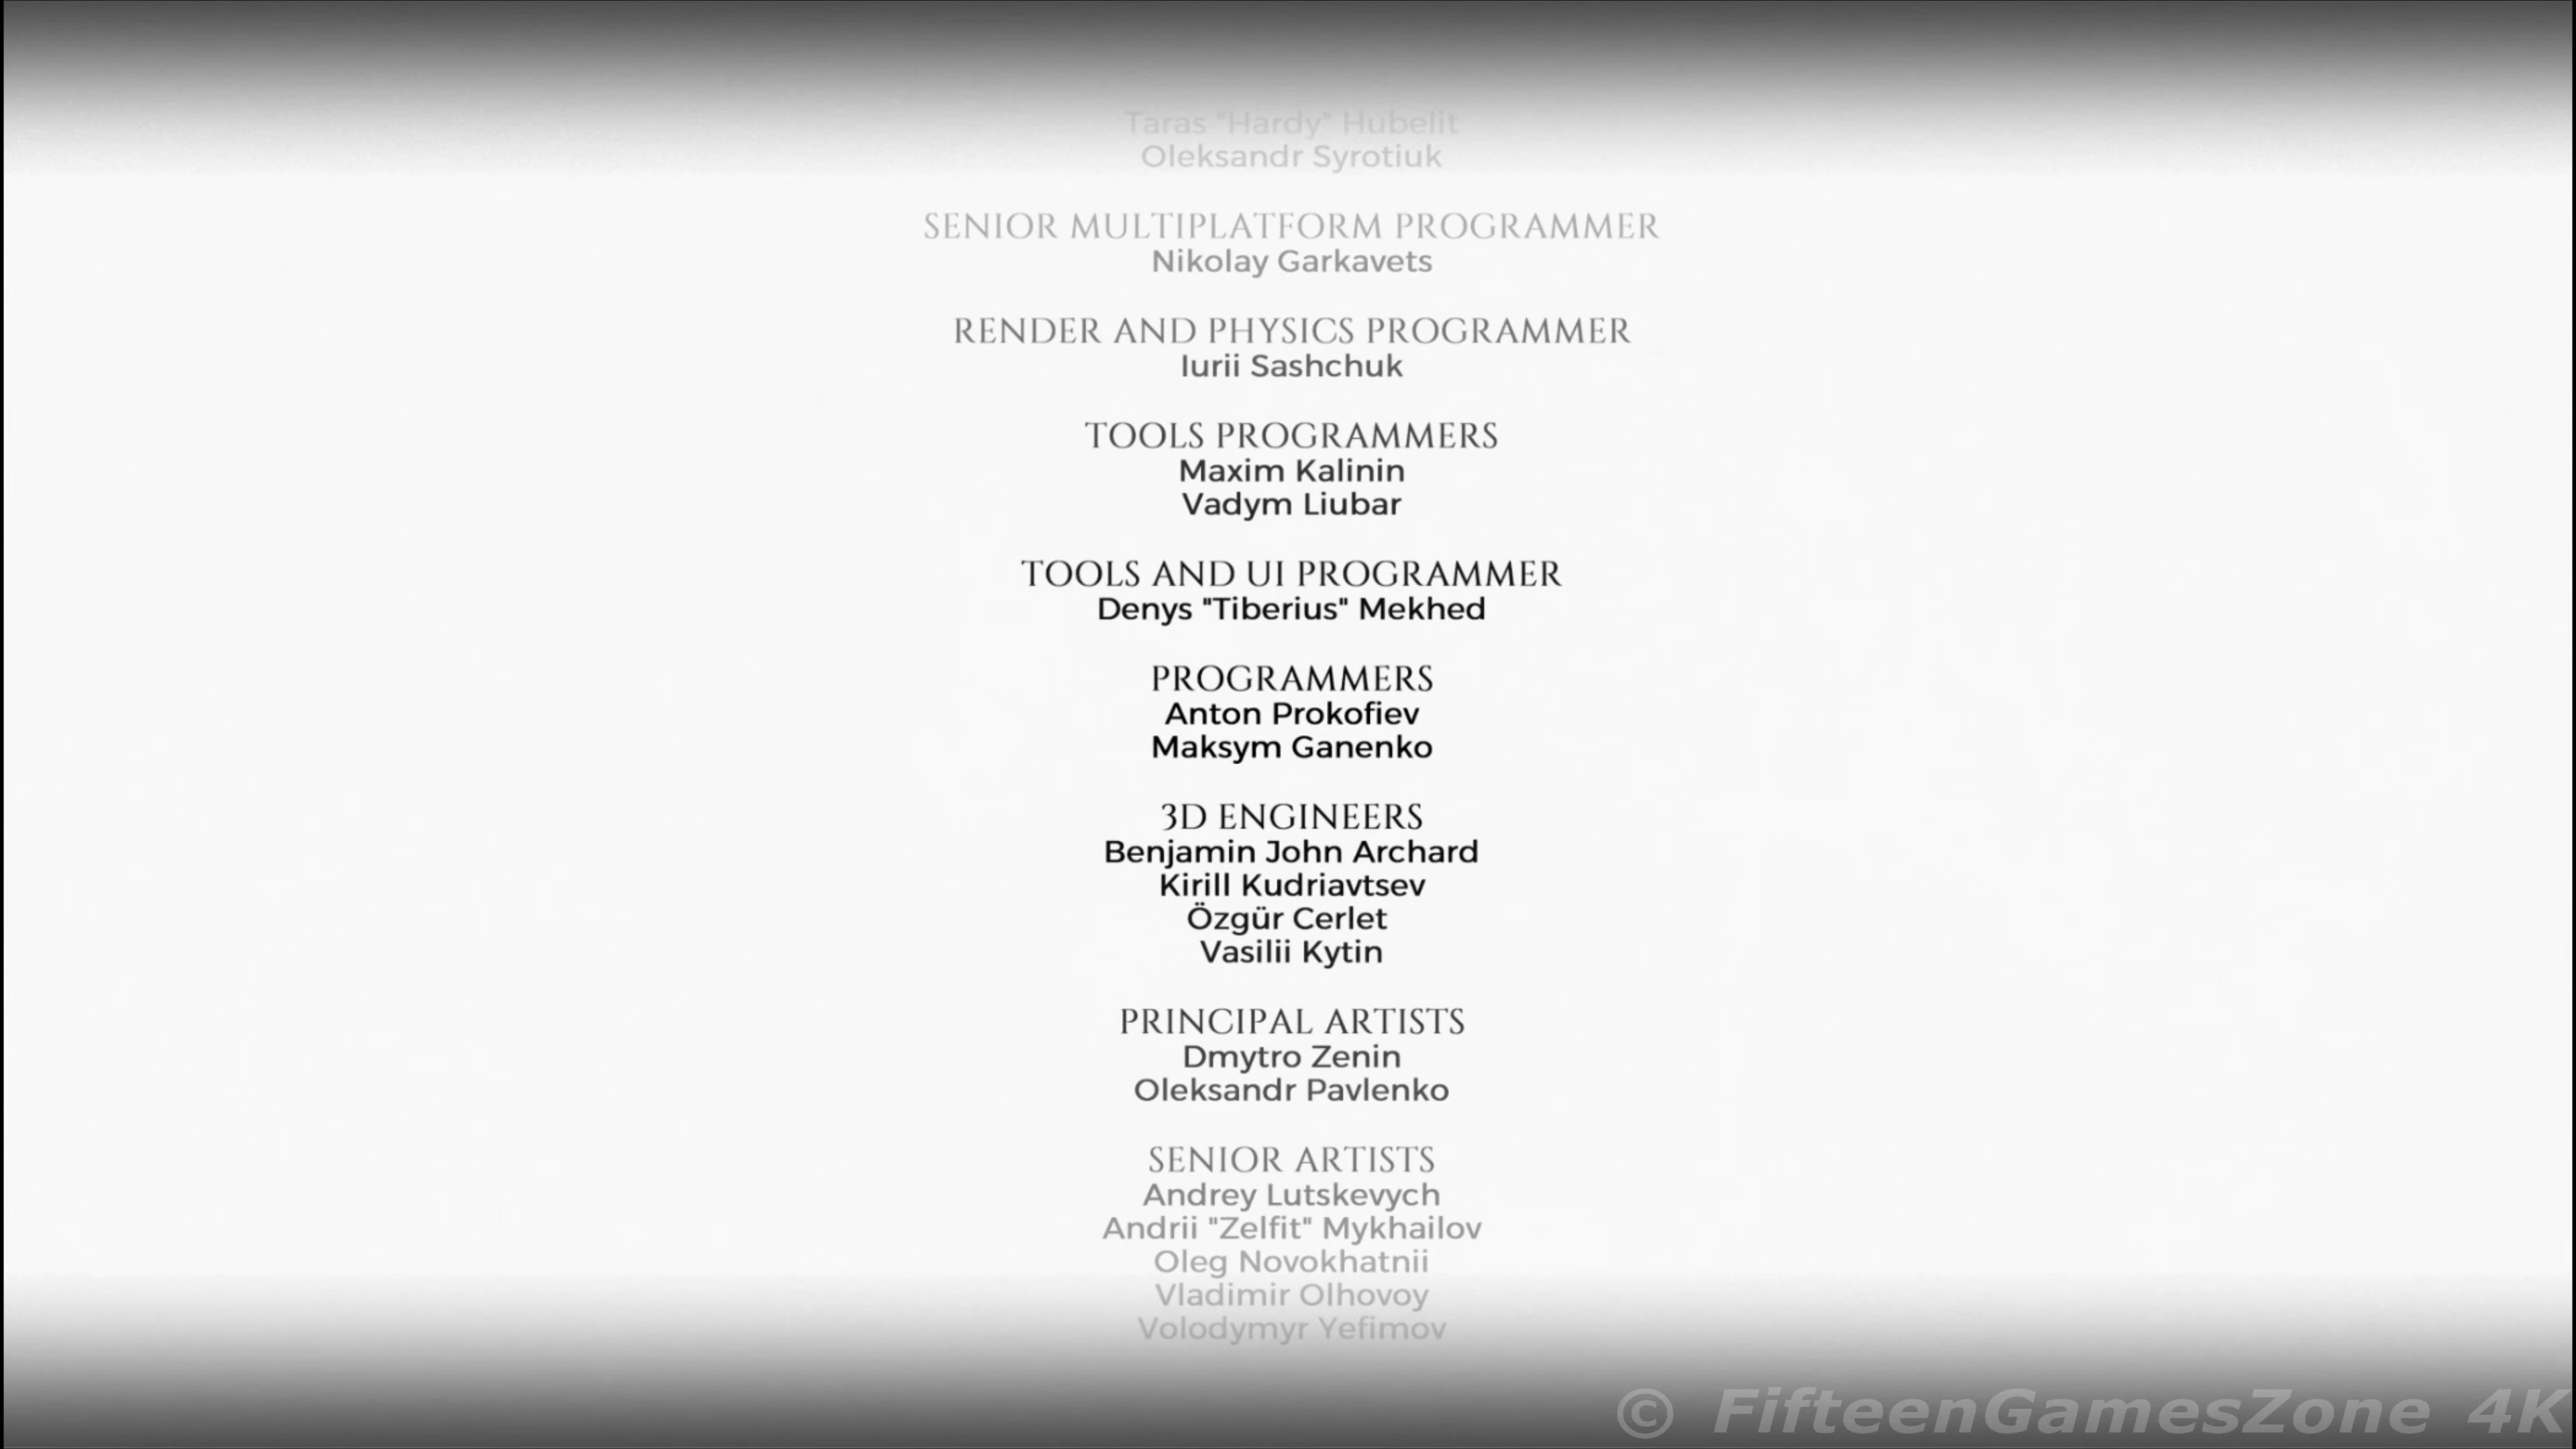 Taras "Hardy" Hubelit
Oleksandr Syrotiuk
SENIOR MULTIPLATFORM PROGRAMMER
Nikolay Garkavets
RENDER AND PHYSICS PROGRAMMER
Iurii Sashchuk
TOOLS PROGRAMMERS
Maxim Kalinin
Vadym Liubar
TOOLS AND UI PROGRAMMER
Denys "Tiberius" Mekhed
PROGRAMMERS
Anton Prokofiev
Maksym Ganenko
3D ENGINEERS
Benjamin John Archard
Kirill Kudriavtsev
Özgür Cerlet
Vasilii Kytin
PRINCIPAL ARTISTS
Dmytro Zenin
Oleksandr Pavlenko
SENIOR ARTISTS
Andrey Lutskevych
Andrii "Zelfit" Mykhailov
Oleg Novokhatnii
Vladimir Olhovoy
Volodymyr Yefimov
© FifteenGamesZone 4K